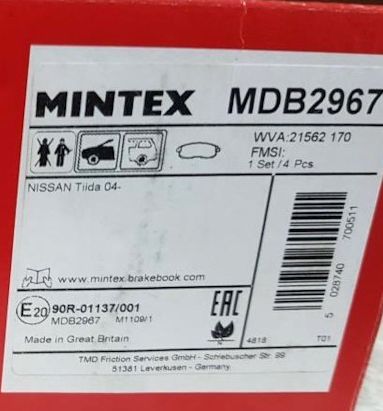 MINTEX MDB2967
WVA:21562 170
FMSI:
1 Set/4 Pcs
NISSAN Tiida 04-
www.mintex.brakebook.com
E20 90R-01137/001
MDB2967 M1109/1
EAC
Made in Great Britain
4818 T01
5 028740 700511
TMD Friction Services GmbH - Schlebuscher Str. 99
51381 Leverkusen - Germany